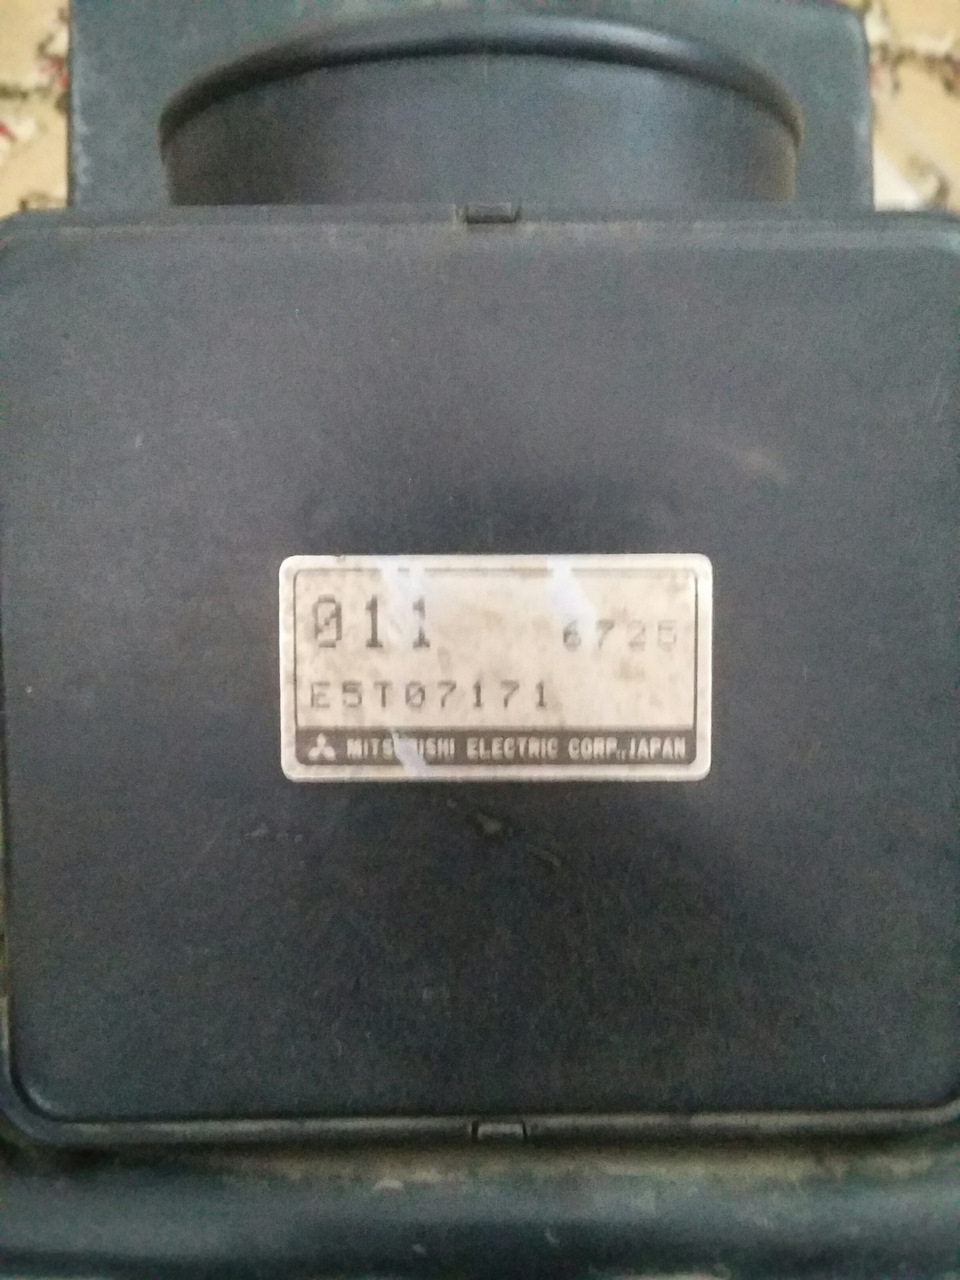 011 6725
E5T07171
MITSUBISHI ELECTRIC CORP., JAPAN